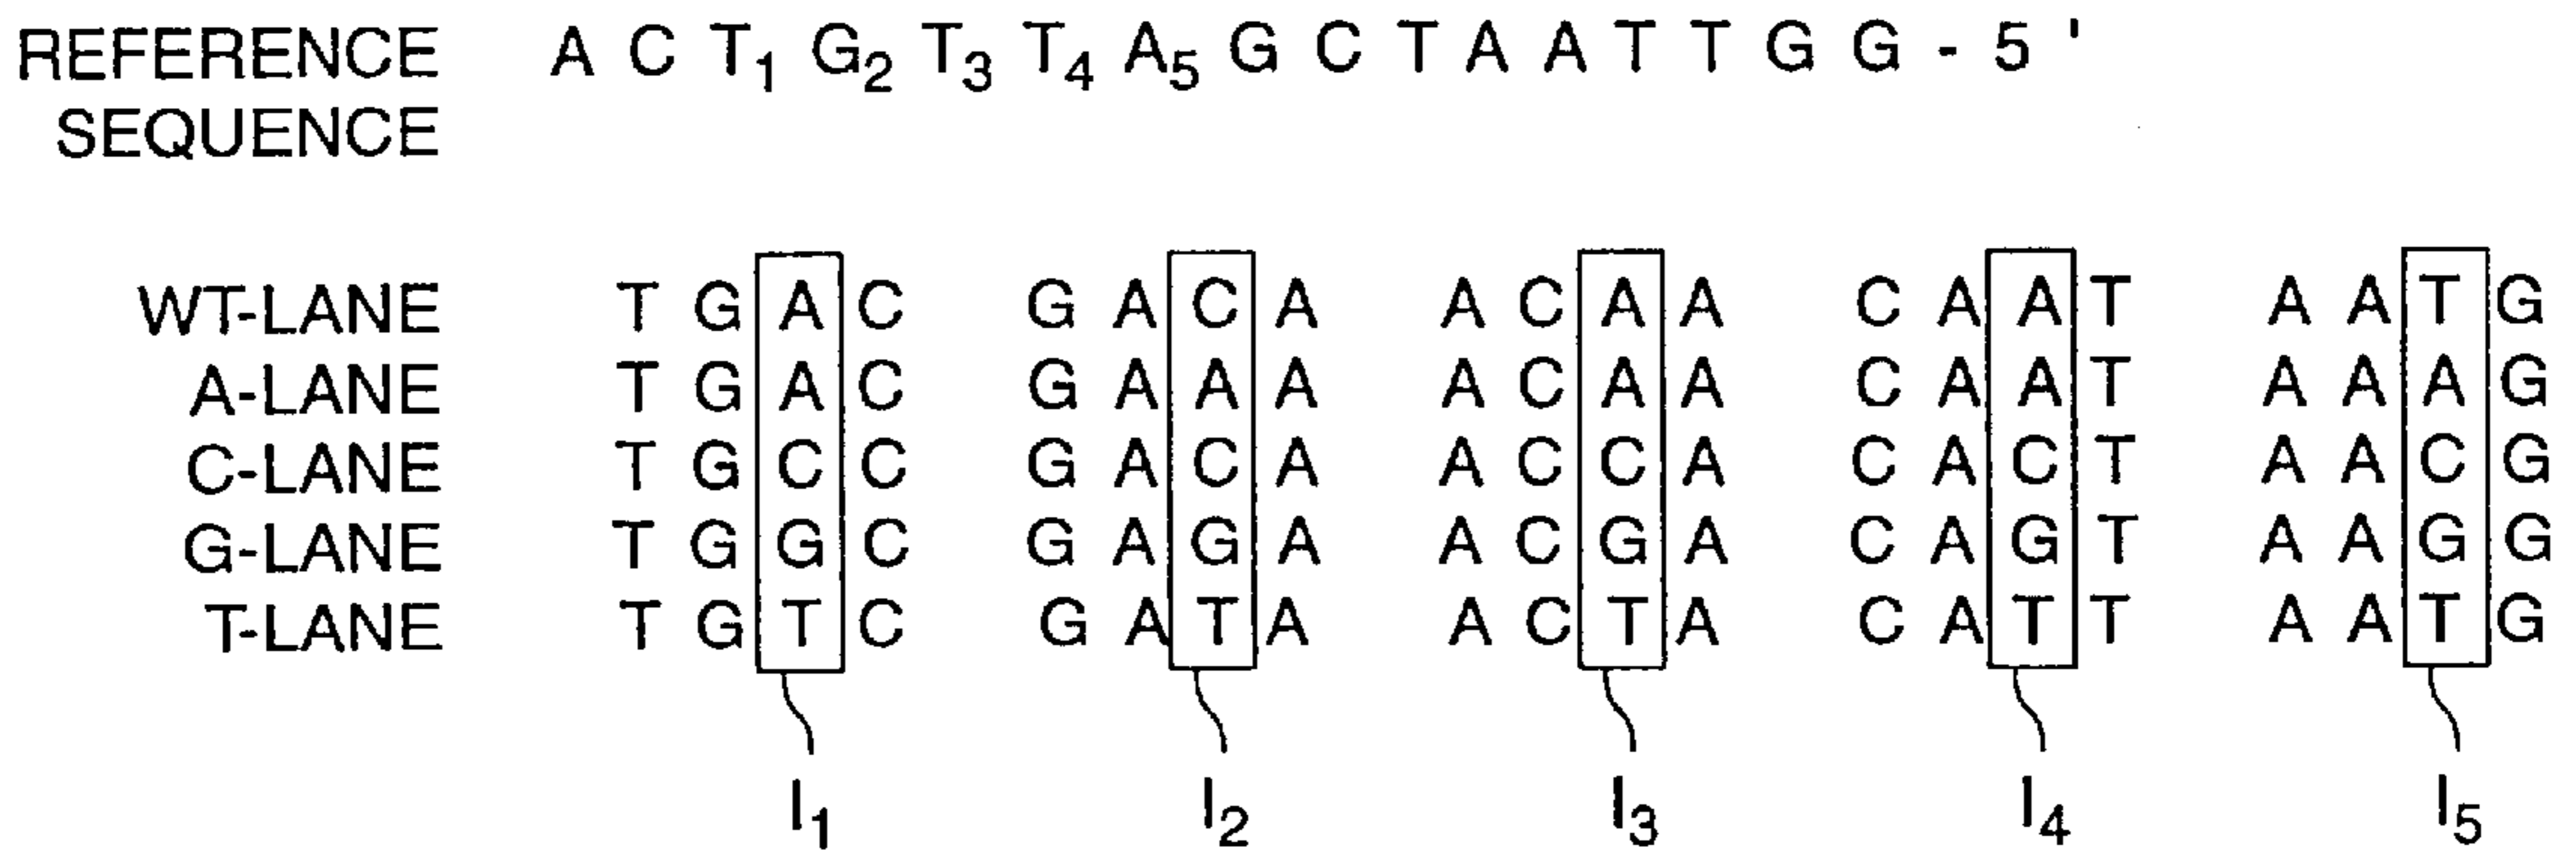 REFERENCE A C T₁ G₂ T₃ T₄ A₅ G C T A A T T G G - 5 '
SEQUENCE
WT-LANE T G A C G A C A A C A A C A A T A A T G
A-LANE T G A C G A A A A C A A C A A T A A A G
C-LANE T G C C G A C A A C C A C A C T A A C G
G-LANE T G G C G A G A A C G A C A G T A A G G
T-LANE T G T C G A T A A C T A C A T T A A T G
I₁ I₂ I₃ I₄ I₅